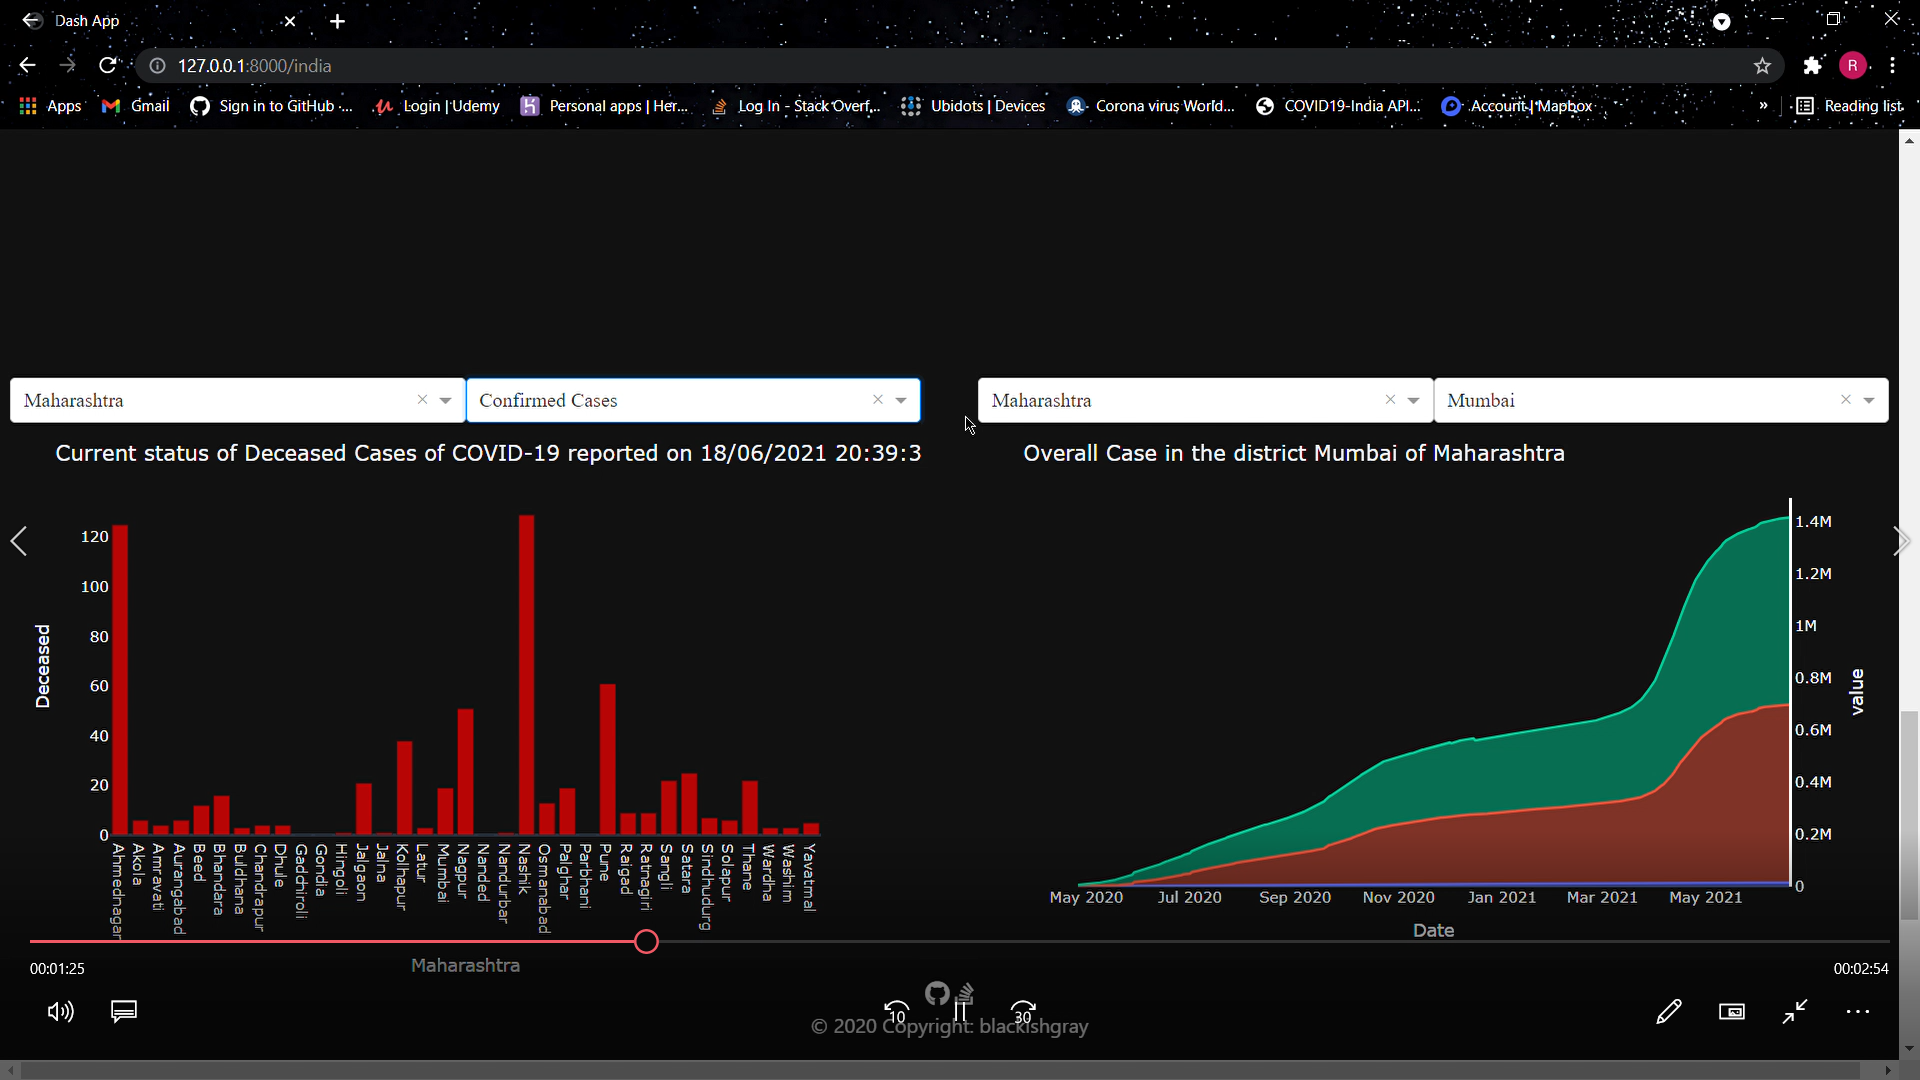 Dash App
127.0.0.1:8000/india
Apps
Gmail
Sign in to GitHub ·...
Login | Udemy
Personal apps | Her...
Log In - Stack Overf...
Ubidots | Devices
Corona virus World...
COVID19-India API...
Account | Mapbox
»
Reading list
R
Maharashtra
Confirmed Cases
Maharashtra
Mumbai
Current status of Deceased Cases of COVID-19 reported on 18/06/2021 20:39:3
Overall Case in the district Mumbai of Maharashtra
Deceased
120
100
80
60
40
20
0
Ahmednagar
Akola
Amravati
Aurangabad
Beed
Bhandara
Buldhana
Chandrapur
Dhule
Gadchiroli
Gondia
Hingoli
Jalgaon
Jalna
Kolhapur
Latur
Mumbai
Nagpur
Nanded
Nandurbar
Nashik
Osmanabad
Palghar
Parbhani
Pune
Raigad
Ratnagiri
Sangli
Satara
Sindhudurg
Solapur
Thane
Wardha
Washim
Yavatmal
Maharashtra
1.4M
1.2M
1M
0.8M
0.6M
0.4M
0.2M
0
value
May 2020
Jul 2020
Sep 2020
Nov 2020
Jan 2021
Mar 2021
May 2021
Date
00:01:25
00:02:54
10
30
© 2020 Copyright: blackishgray